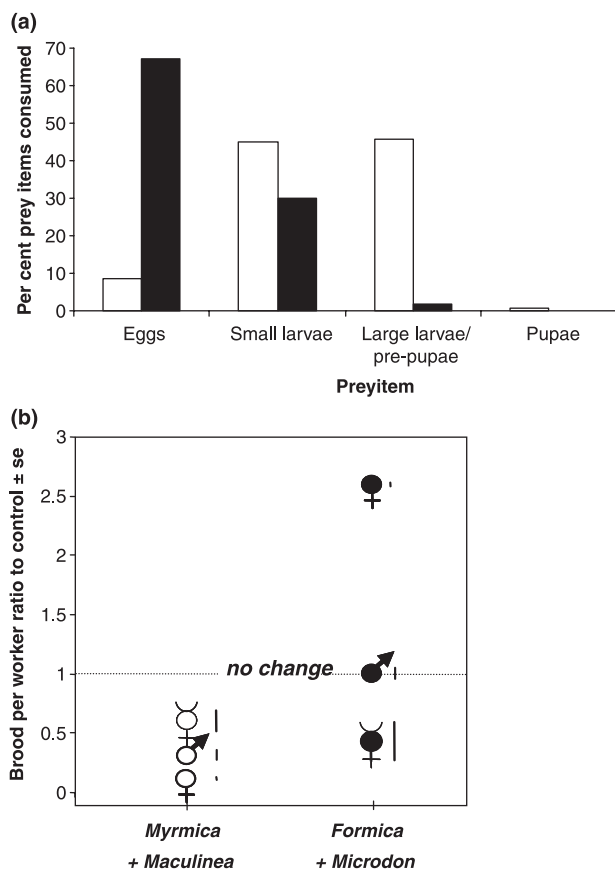 (a)
Per cent prey items consumed
70
60
50
40
30
20
10
0
Eggs
Small larvae
Large larvae/
pre-pupae
Pupae
Preyitem
(b)
Brood per worker ratio to control ± se
3
2.5
2
1.5
1
0.5
0
no change
Myrmica
+ Maculinea
Formica
+ Microdon